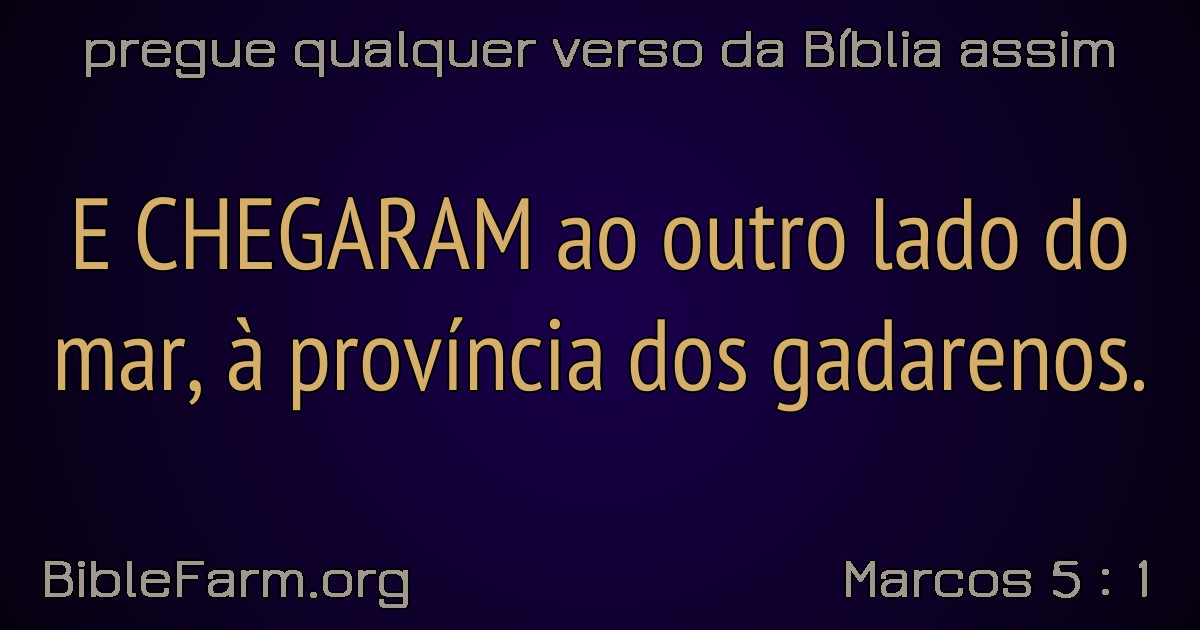 pregue qualquer verso da Bíblia assim
E CHEGARAM ao outro lado do
mar, à província dos gadarenos.
BibleFarm.org
Marcos 5 : 1